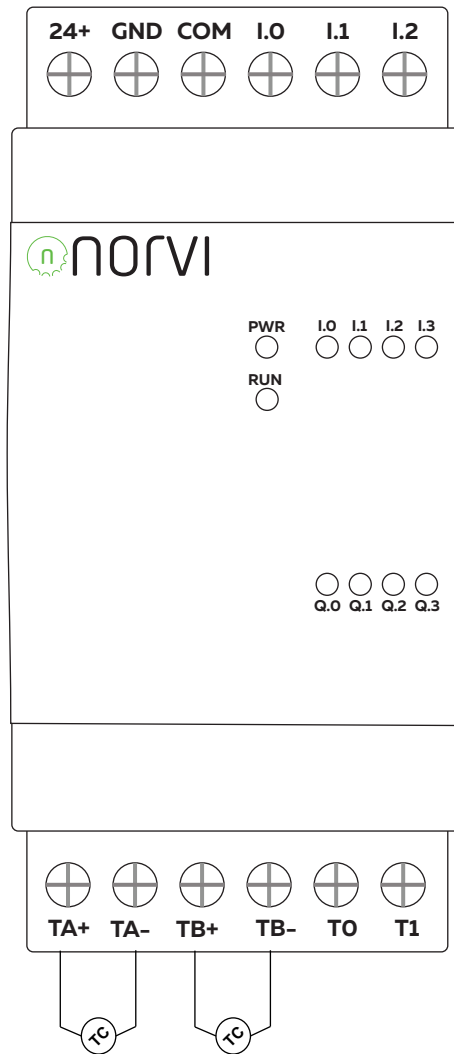 24+ GND COM I.0 I.1 I.2
n norvi
PWR I.0 I.1 I.2 I.3
RUN
Q.0 Q.1 Q.2 Q.3
TA+ TA- TB+ TB- T0 T1
TC TC